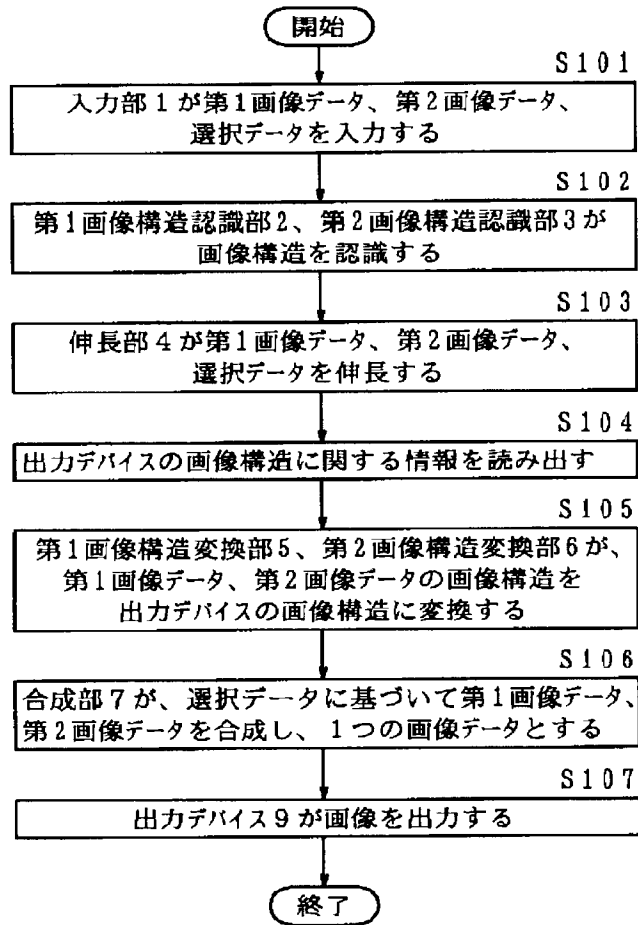 開始
S101
入力部1が第1画像データ、第2画像データ、
選択データを入力する
S102
第1画像構造認識部2、第2画像構造認識部3が
画像構造を認識する
S103
伸長部4が第1画像データ、第2画像データ、
選択データを伸長する
S104
出力デバイスの画像構造に関する情報を読み出す
S105
第1画像構造変換部5、第2画像構造変換部6が、
第1画像データ、第2画像データの画像構造を
出力デバイスの画像構造に変換する
S106
合成部7が、選択データに基づいて第1画像データ、
第2画像データを合成し、1つの画像データとする
S107
出力デバイス9が画像を出力する
終了